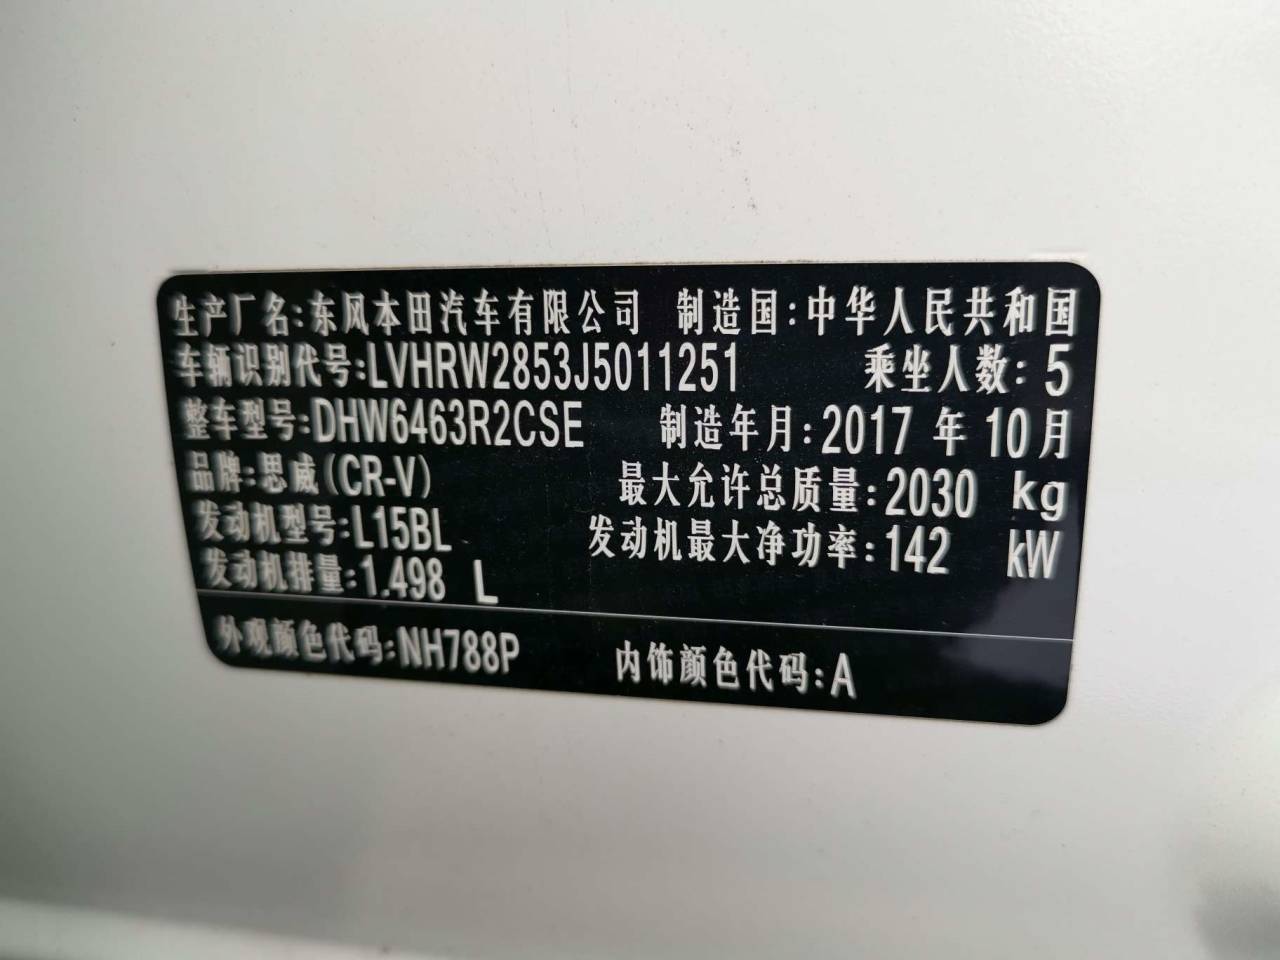 生产厂名:东风本田汽车有限公司 制造国:中华人民共和国
车辆识别代号:LVHRW2853J5011251 乘坐人数:5
整车型号:DHW6463R2CSE 制造年月:2017 年 10 月
品牌:思威(CR-V) 最大允许总质量:2030 kg
发动机型号:L15BL 发动机最大净功率:142 kW
发动机排量:1.498 L
外观颜色代码:NH788P 内饰颜色代码:A